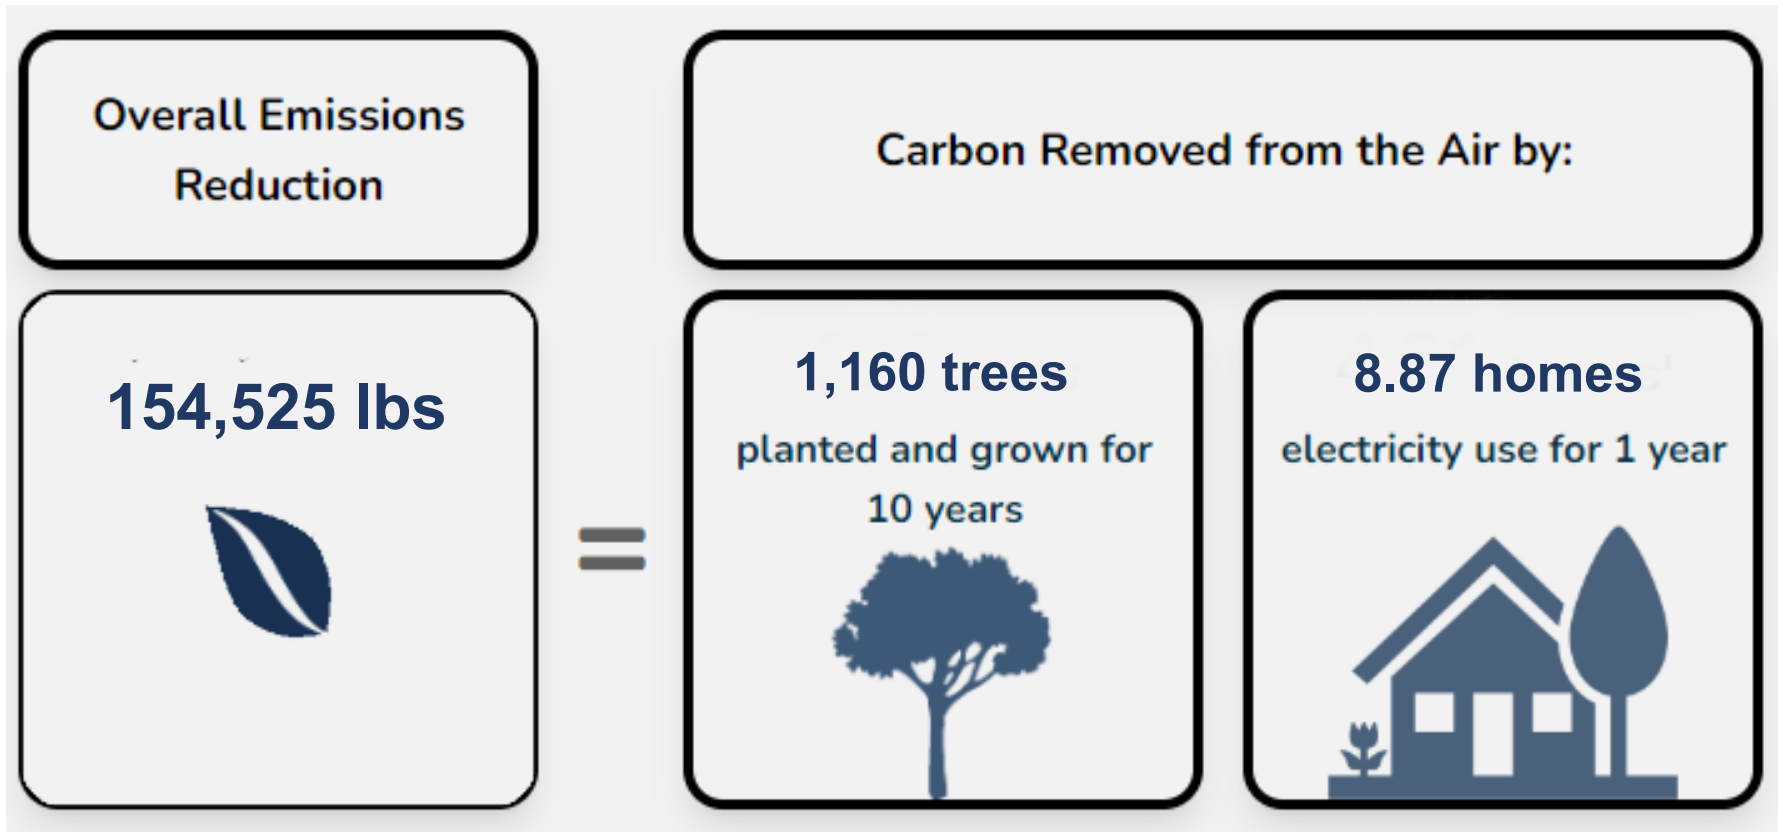 Overall Emissions
Reduction
Carbon Removed from the Air by:
154,525 lbs
=
1,160 trees
planted and grown for
10 years
8.87 homes
electricity use for 1 year